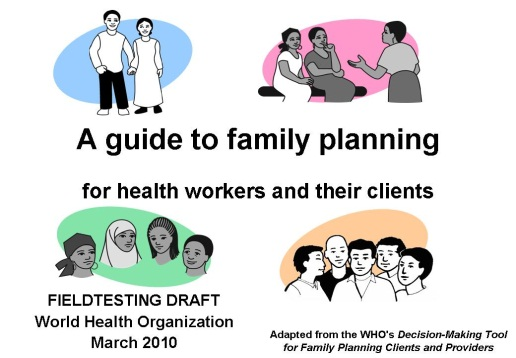 A guide to family planning
for health workers and their clients
FIELDTESTING DRAFT
World Health Organization
March 2010
Adapted from the WHO's Decision-Making Tool
for Family Planning Clients and Providers